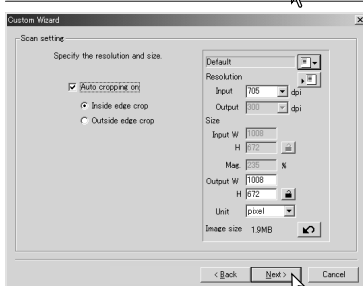 Custom Wizard
Scan setting
Specify the resolution and size.
Auto cropping on
Inside edge crop
Outside edge crop
Default
Resolution
Input 705 dpi
Output 300 dpi
Size
Input W 1008
H 672
Mag. 235 %
Output W 1008
H 672
Unit pixel
Image size 1.9MB
< Back Next > Cancel